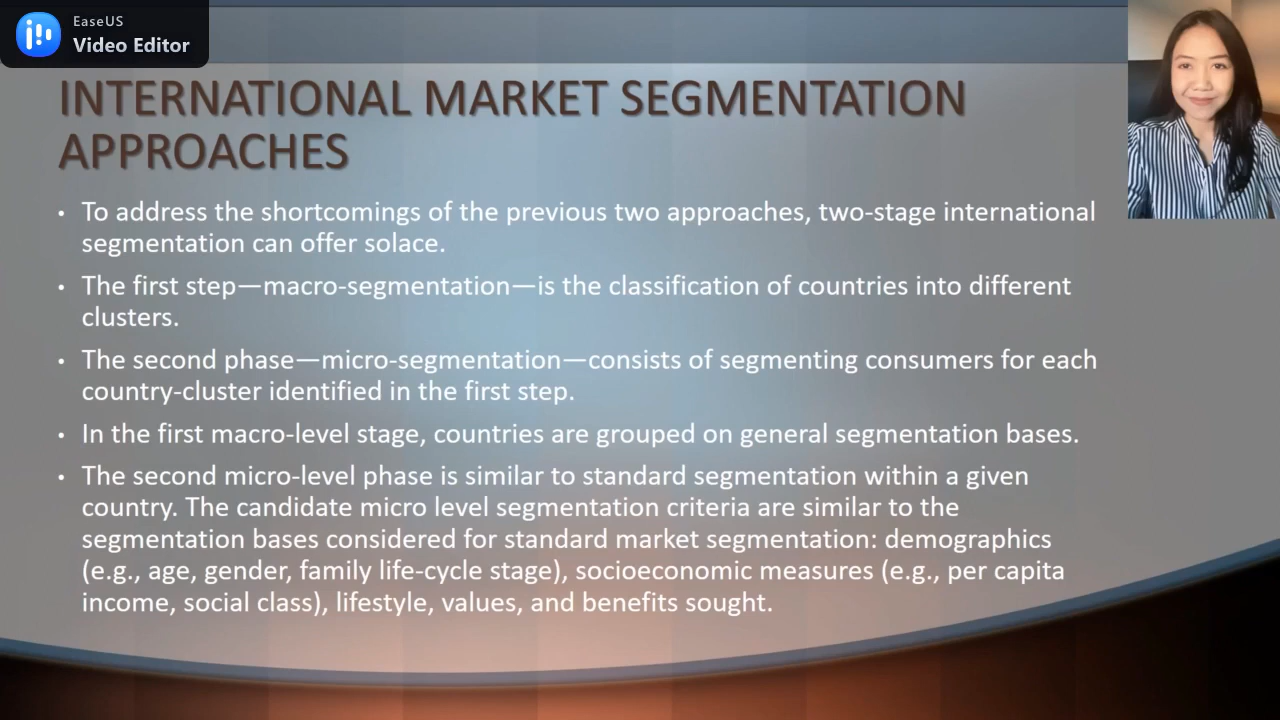 EaseUS
Video Editor
INTERNATIONAL MARKET SEGMENTATION
APPROACHES
• To address the shortcomings of the previous two approaches, two-stage international
segmentation can offer solace.
• The first step—macro-segmentation—is the classification of countries into different
clusters.
• The second phase—micro-segmentation—consists of segmenting consumers for each
country-cluster identified in the first step.
• In the first macro-level stage, countries are grouped on general segmentation bases.
• The second micro-level phase is similar to standard segmentation within a given
country. The candidate micro level segmentation criteria are similar to the
segmentation bases considered for standard market segmentation: demographics
(e.g., age, gender, family life-cycle stage), socioeconomic measures (e.g., per capita
income, social class), lifestyle, values, and benefits sought.